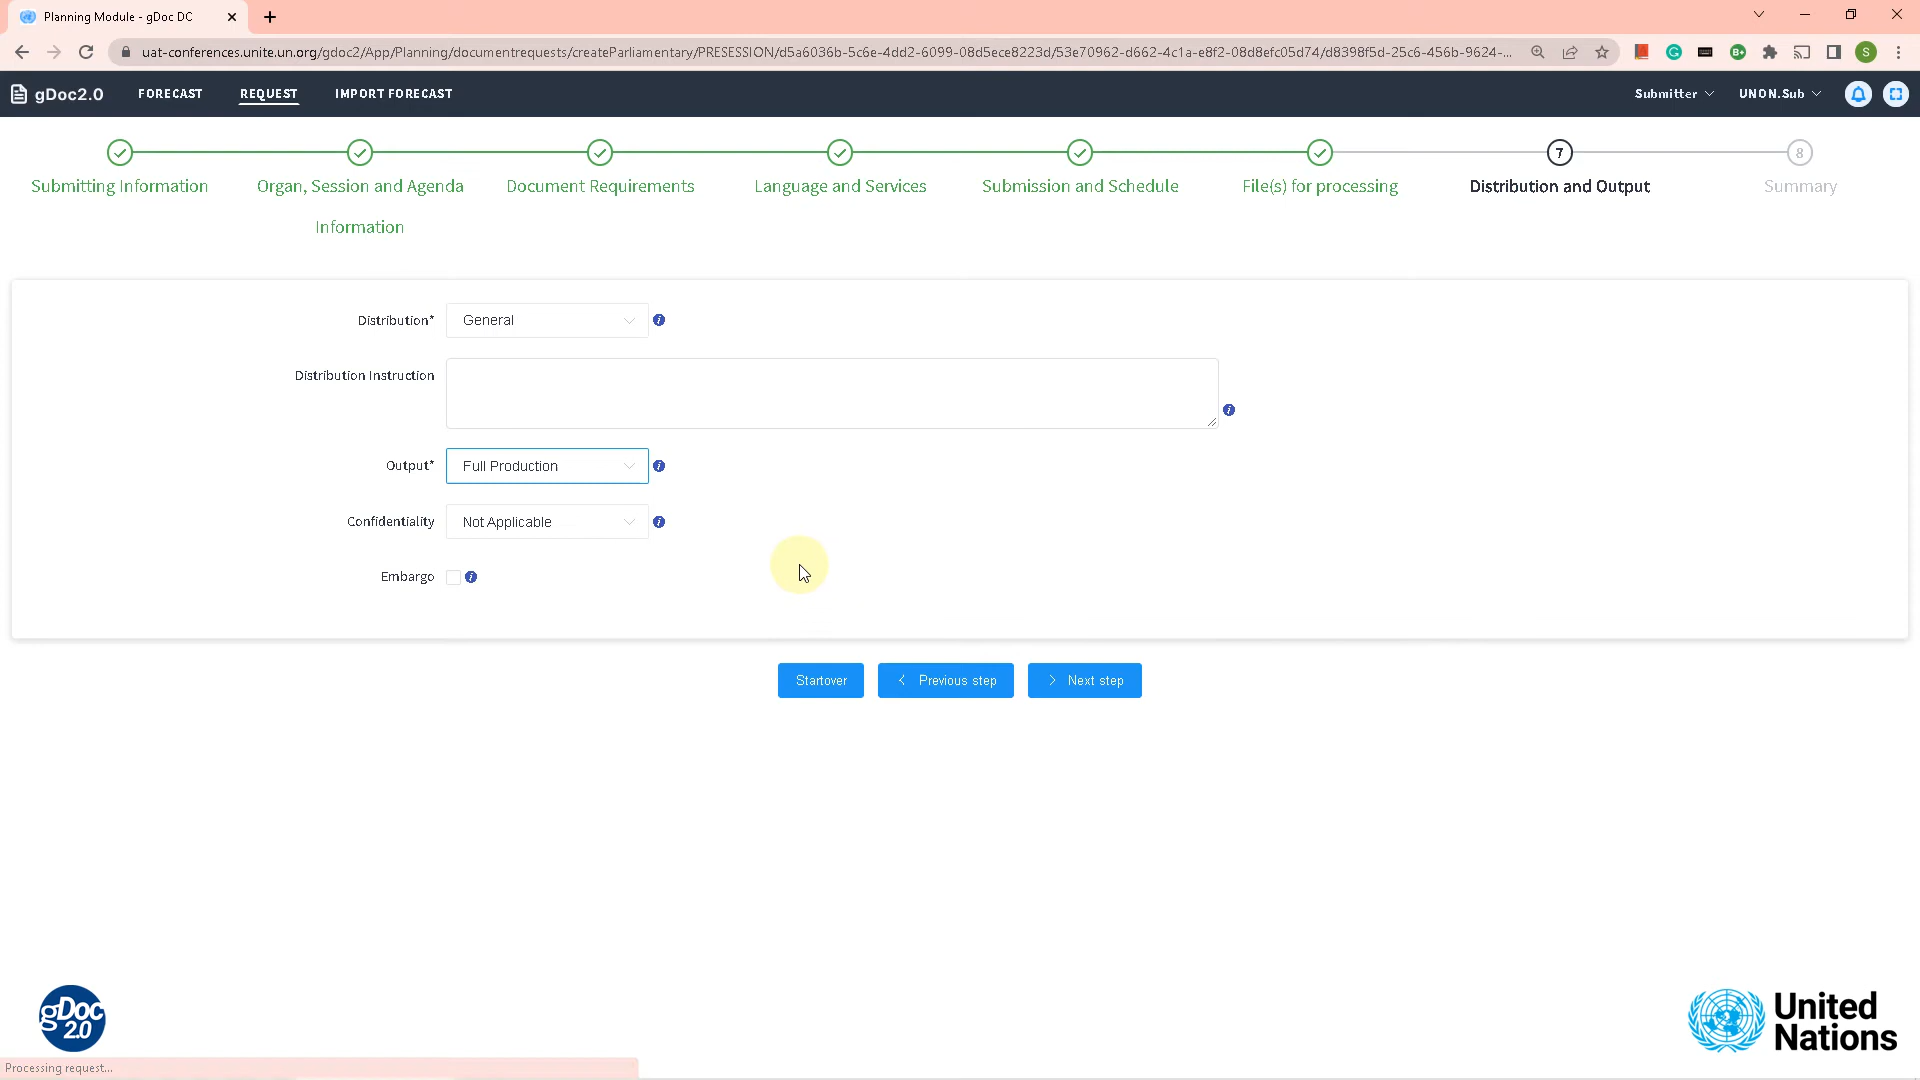 Planning Module - gDoc DC
uat-conferences.unite.un.org/gdoc2/App/Planning/documentrequests/createParliamentary/PRESESSION/d5a6036b-5c6e-4dd2-6099-08d5ece8223d/53e70962-d662-4c1a-e8f2-08d8efc05d74/d8398f5d-25c6-456b-9624-...
S
gDoc2.0 FORECAST REQUEST IMPORT FORECAST Submitter UNON.Sub
7 8
Submitting Information Organ, Session and Agenda Information Document Requirements Language and Services Submission and Schedule File(s) for processing Distribution and Output Summary
Distribution* General
Distribution Instruction
Output* Full Production
Confidentiality Not Applicable
Embargo
Startover Previous step Next step
gDoc 2.0
United Nations
Processing request...